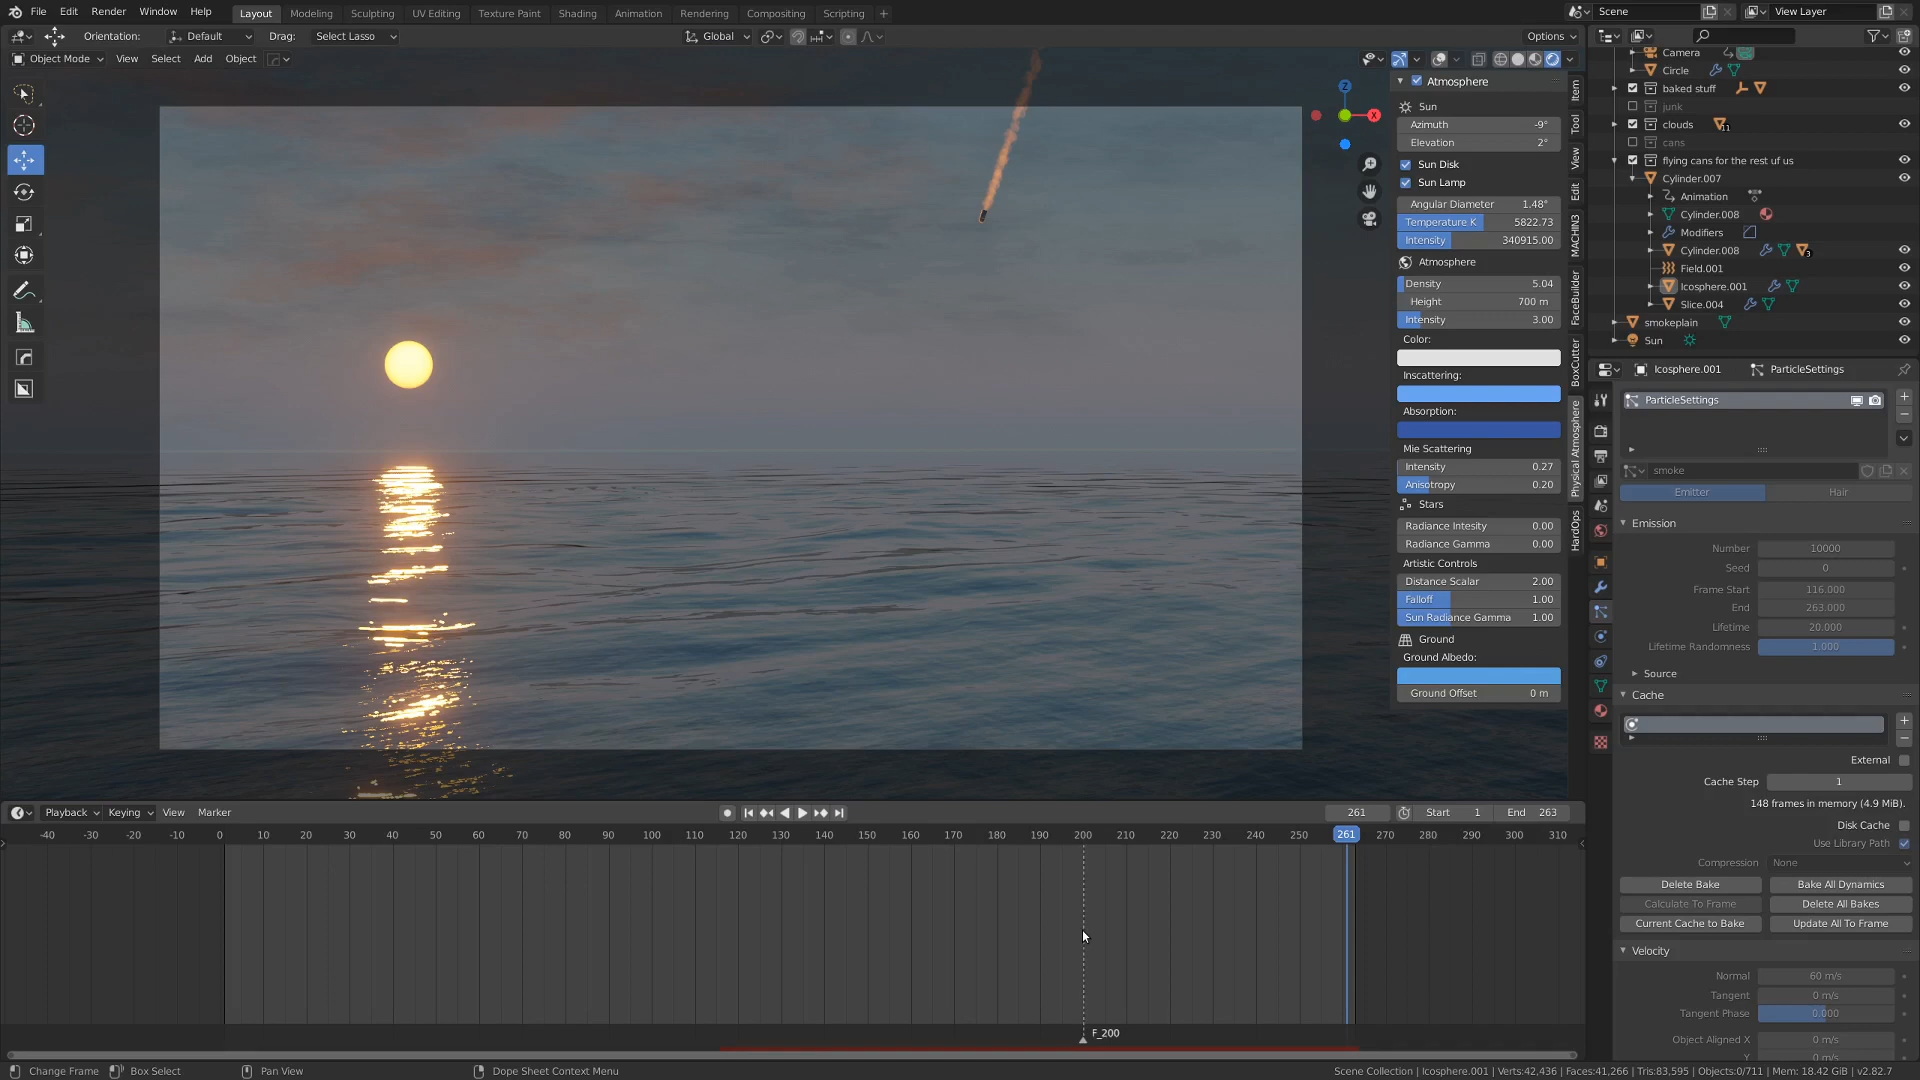 File Edit Render Window Help Layout Modeling Sculpting UV Editing Texture Paint Shading Animation Rendering Compositing Scripting + Scene View Layer
Orientation: Default Drag: Select Lasso Global Options
Object Mode View Select Add Object
Z
X
Atmosphere
Sun
Azimuth -9°
Elevation 2°
Sun Disk
Sun Lamp
Angular Diameter 1.48°
Temperature K 5822.73
Intensity 340915.00
Atmosphere
Density 5.04
Height 700 m
Intensity 3.00
Color:
Inscattering:
Absorption:
Mie Scattering
Intensity 0.27
Anisotropy 0.20
Stars
Radiance Intesity 0.00
Radiance Gamma 0.00
Artistic Controls
Distance Scalar 2.00
Falloff 1.00
Sun Radiance Gamma 1.00
Ground
Ground Albedo:
Ground Offset 0 m
Item
Tool
View
Edit
MACHIN3
FaceBuilder
BoxCutter
Physical Atmosphere
HardOps
Camera
Circle
baked stuff
junk
clouds 11
cans
flying cans for the rest uf us
Cylinder.007
Animation
Cylinder.008
Modifiers
Cylinder.008 3
Field.001
Icosphere.001
Slice.004
smokeplain
Sun
Icosphere.001 ParticleSettings
ParticleSettings
smoke
Emitter Hair
Emission
Number 10000
Seed 0
Frame Start 116.000
End 263.000
Lifetime 20.000
Lifetime Randomness 1.000
Source
Cache
External
Cache Step 1
148 frames in memory (4.9 MiB).
Disk Cache
Use Library Path
Compression None
Delete Bake Bake All Dynamics
Calculate To Frame Delete All Bakes
Current Cache to Bake Update All To Frame
Velocity
Normal 60 m/s
Tangent 0 m/s
Tangent Phase 0.000
Object Aligned X 0 m/s
Y 0 m/s
Playback Keying View Marker 261 Start 1 End 263
-40 -30 -20 -10 0 10 20 30 40 50 60 70 80 90 100 110 120 130 140 150 160 170 180 190 200 210 220 230 240 250 261 270 280 290 300 310
F_200
Change Frame Box Select Pan View Dope Sheet Context Menu Scene Collection | Icosphere.001 | Verts:42,436 | Faces:41,266 | Tris:83,595 | Objects:0/711 | Mem: 18.42 GiB | v2.82.7